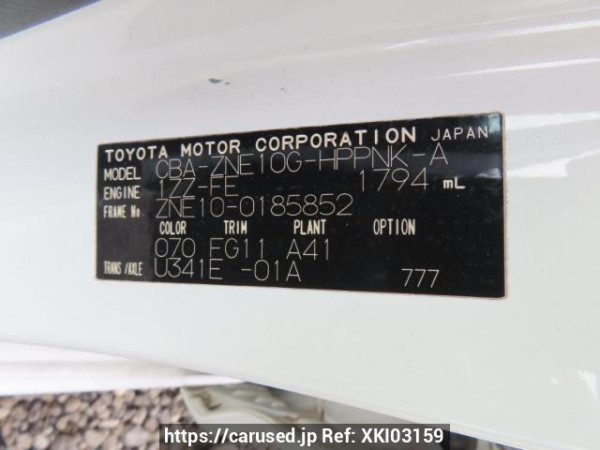 TOYOTA MOTOR CORPORATION JAPAN
MODEL CBA-ZNE10G-HPPNK-A
ENGINE 1ZZ-FE 1794 mL
FRAME No. ZNE10-0185852
COLOR TRIM PLANT OPTION
070 FG11 A41
TRANS/AXLE U341E -01A 777
https://carused.jp Ref: XKI03159